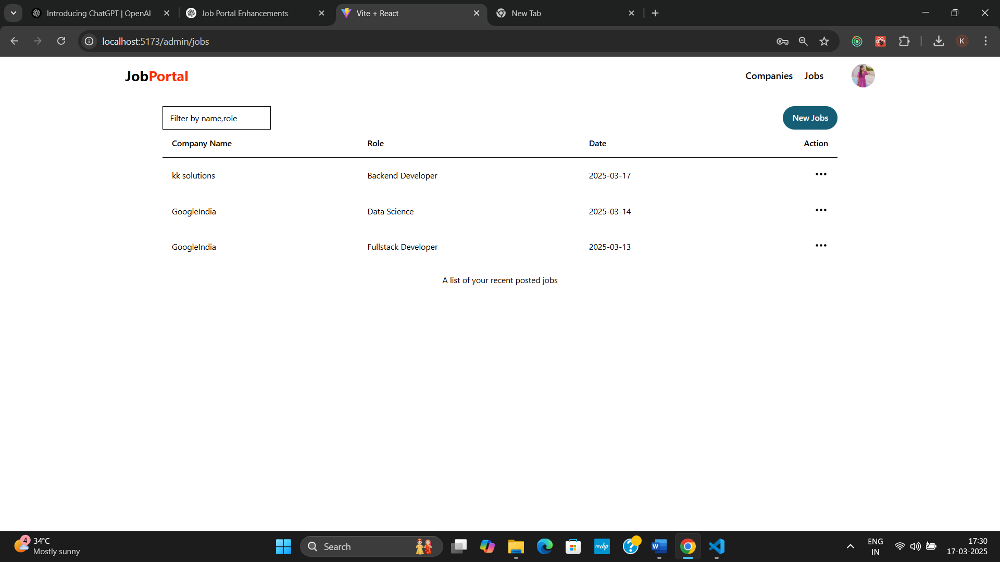 Introducing ChatGPT | OpenAI
Job Portal Enhancements
Vite + React
New Tab
localhost:5173/admin/jobs
K
JobPortal
Companies Jobs
Filter by name,role
New Jobs
Company Name Role Date Action
kk solutions Backend Developer 2025-03-17
GoogleIndia Data Science 2025-03-14
GoogleIndia Fullstack Developer 2025-03-13
A list of your recent posted jobs
4
34°C
Mostly sunny
Search
myhp
W
ENG
IN
17:30
17-03-2025